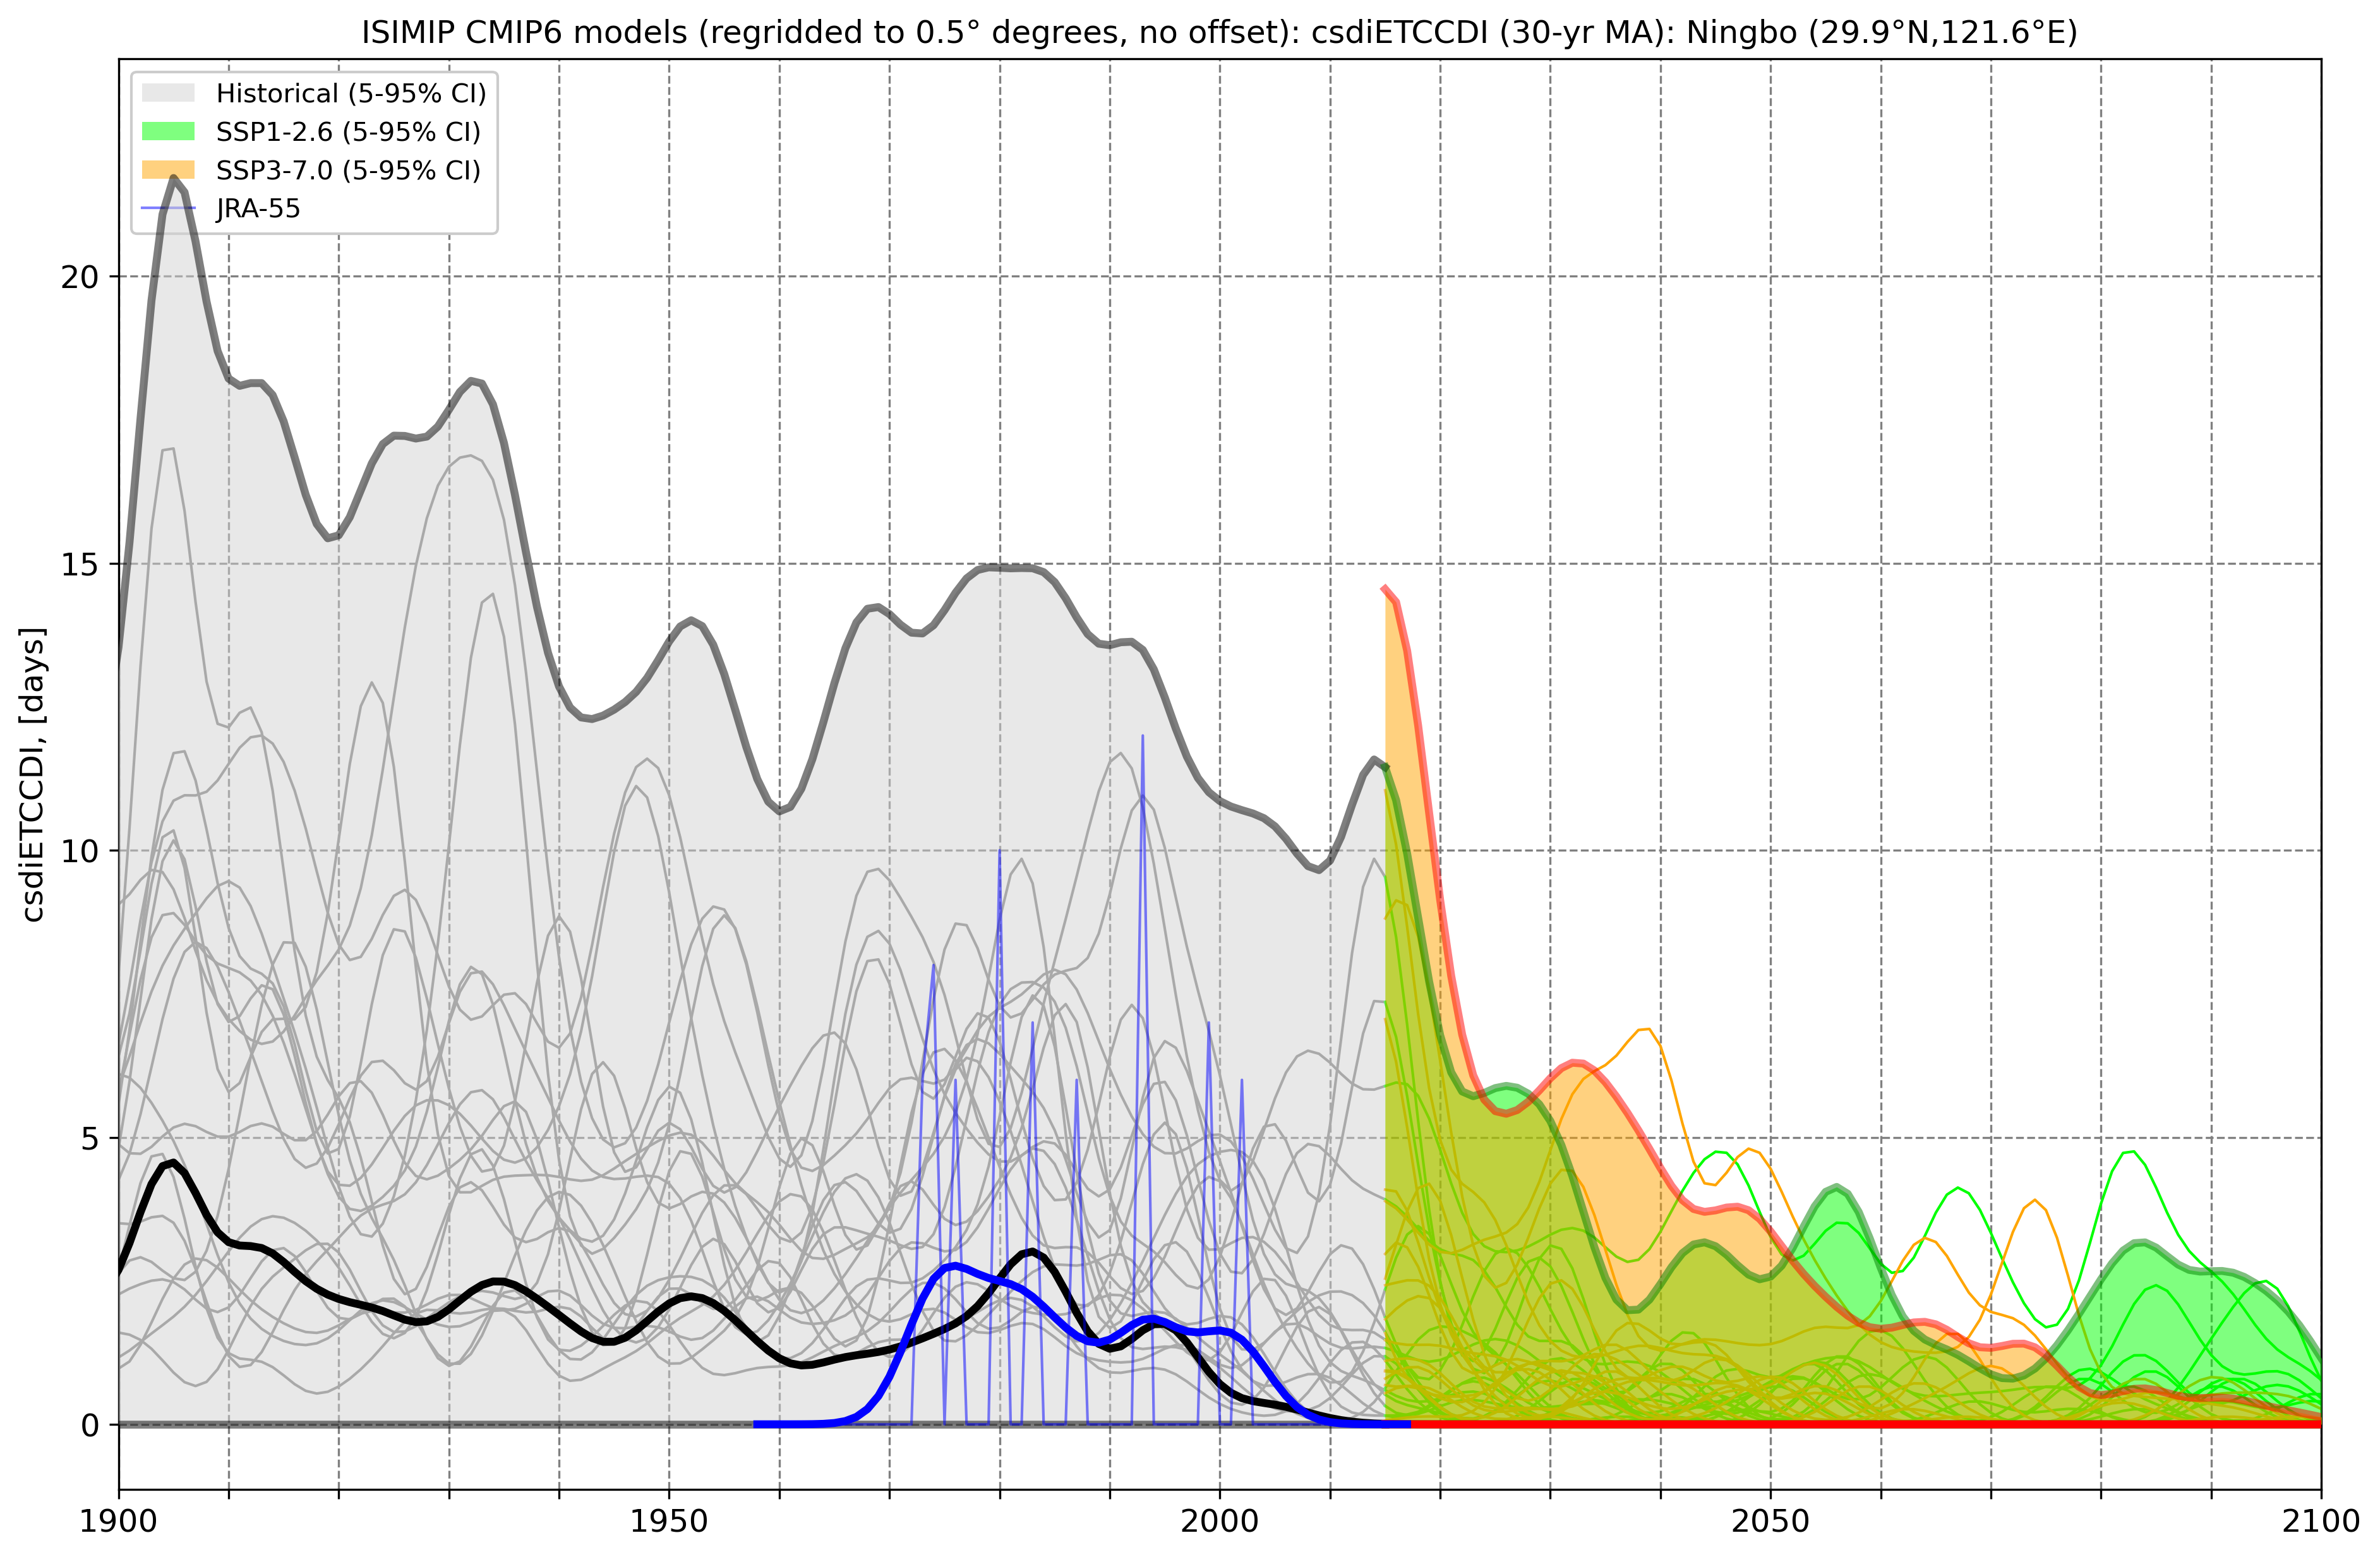 ISIMIP CMIP6 models (regridded to 0.5° degrees, no offset): csdiETCCDI (30-yr MA): Ningbo (29.9°N,121.6°E)
Historical (5-95% CI)
SSP1-2.6 (5-95% CI)
SSP3-7.0 (5-95% CI)
JRA-55
csdiETCCDI, [days]
20
15
10
5
0
1900
1950
2000
2050
2100